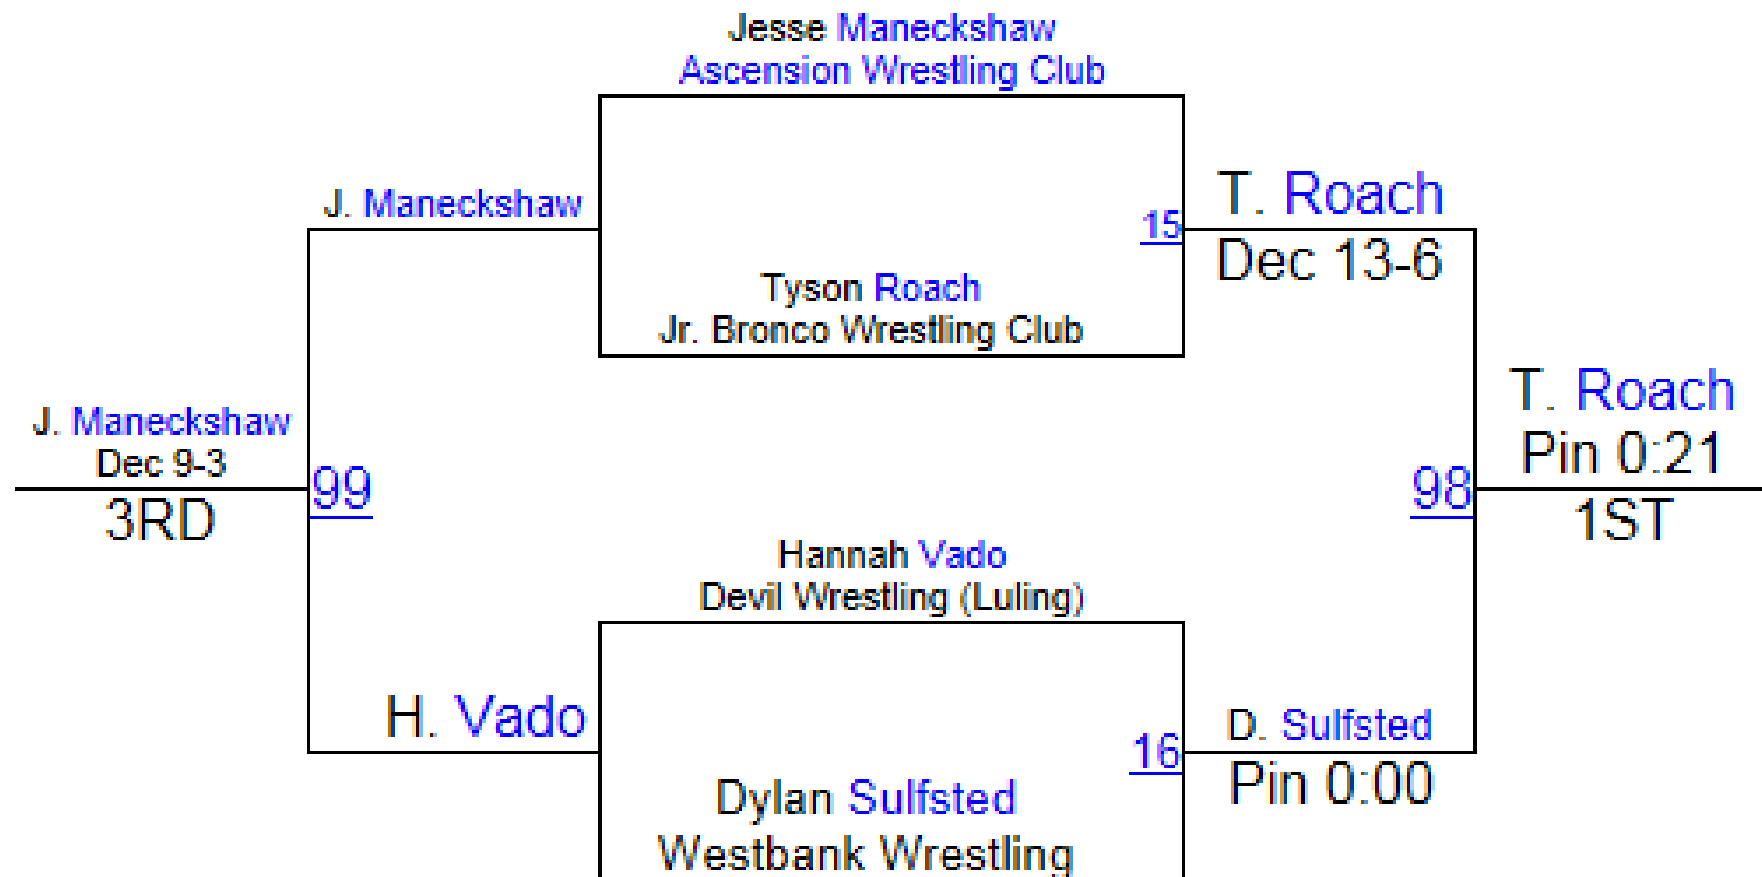 Jesse Maneckshaw
Ascension Wrestling Club
J. Maneckshaw
15
T. Roach
Dec 13-6
Tyson Roach
Jr. Bronco Wrestling Club
J. Maneckshaw
Dec 9-3
3RD
99
98
T. Roach
Pin 0:21
1ST
Hannah Vado
Devil Wrestling (Luling)
H. Vado
16
D. Sulfsted
Pin 0:00
Dylan Sulfsted
Westbank Wrestling